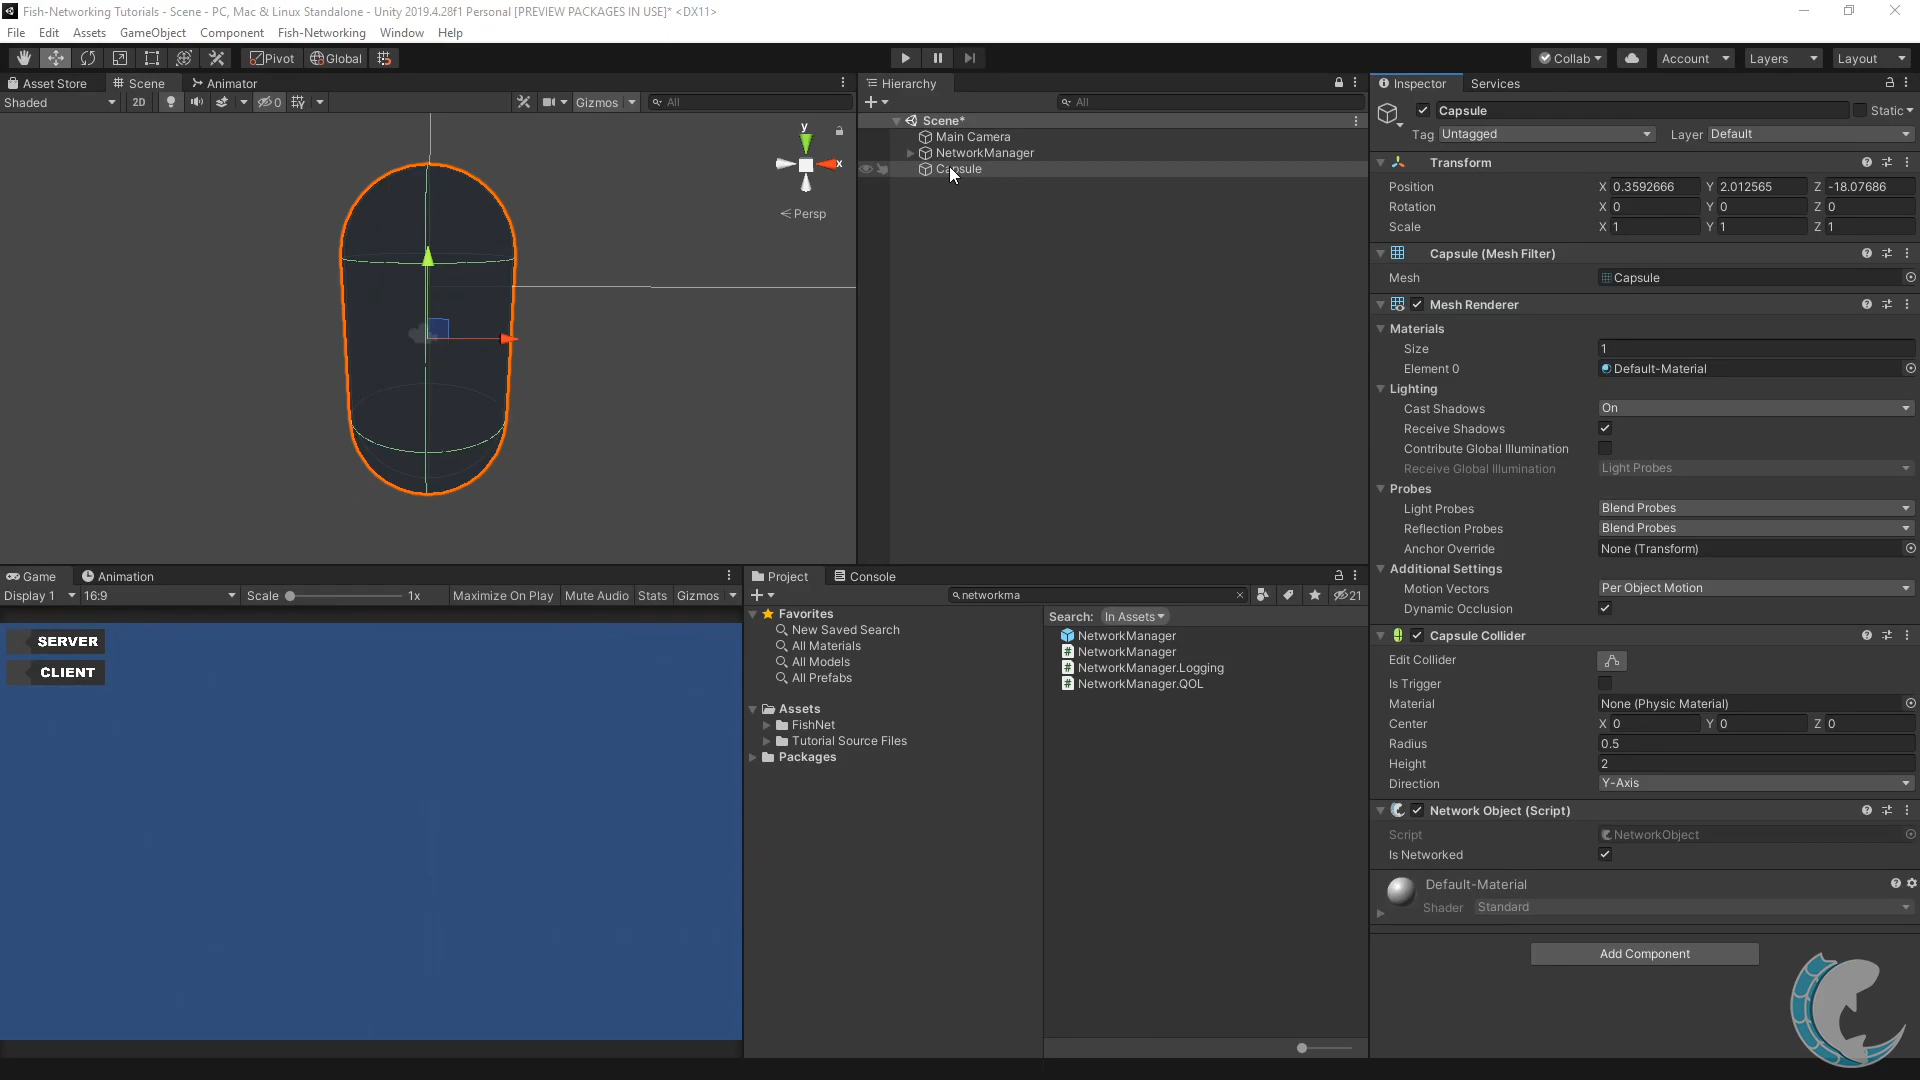 Fish-Networking Tutorials - Scene - PC, Mac & Linux Standalone - Unity 2019.4.28f1 Personal [PREVIEW PACKAGES IN USE]* <DX11>
File Edit Assets GameObject Component Fish-Networking Window Help
Pivot Global Collab Account Layers Layout
Asset Store Scene Animator
Shaded 2D 0 Gizmos All
y
x
Persp
Hierarchy
All
Scene*
Main Camera
NetworkManager
Capsule
Game Animation
Display 1 16:9 Scale 1x Maximize On Play Mute Audio Stats Gizmos
SERVER
CLIENT
Project Console
networkma 21
Favorites
New Saved Search
All Materials
All Models
All Prefabs
Assets
FishNet
Tutorial Source Files
Packages
Search: In Assets
NetworkManager
NetworkManager
NetworkManager.Logging
NetworkManager.QOL
Inspector Services
Capsule Static
Tag Untagged Layer Default
Transform
Position X 0.3592666 Y 2.012565 Z -18.07686
Rotation X 0 Y 0 Z 0
Scale X 1 Y 1 Z 1
Capsule (Mesh Filter)
Mesh Capsule
Mesh Renderer
Materials
Size 1
Element 0 Default-Material
Lighting
Cast Shadows On
Receive Shadows
Contribute Global Illumination
Receive Global Illumination Light Probes
Probes
Light Probes Blend Probes
Reflection Probes Blend Probes
Anchor Override None (Transform)
Additional Settings
Motion Vectors Per Object Motion
Dynamic Occlusion
Capsule Collider
Edit Collider
Is Trigger
Material None (Physic Material)
Center X 0 Y 0 Z 0
Radius 0.5
Height 2
Direction Y-Axis
Network Object (Script)
Script NetworkObject
Is Networked
Default-Material
Shader Standard
Add Component